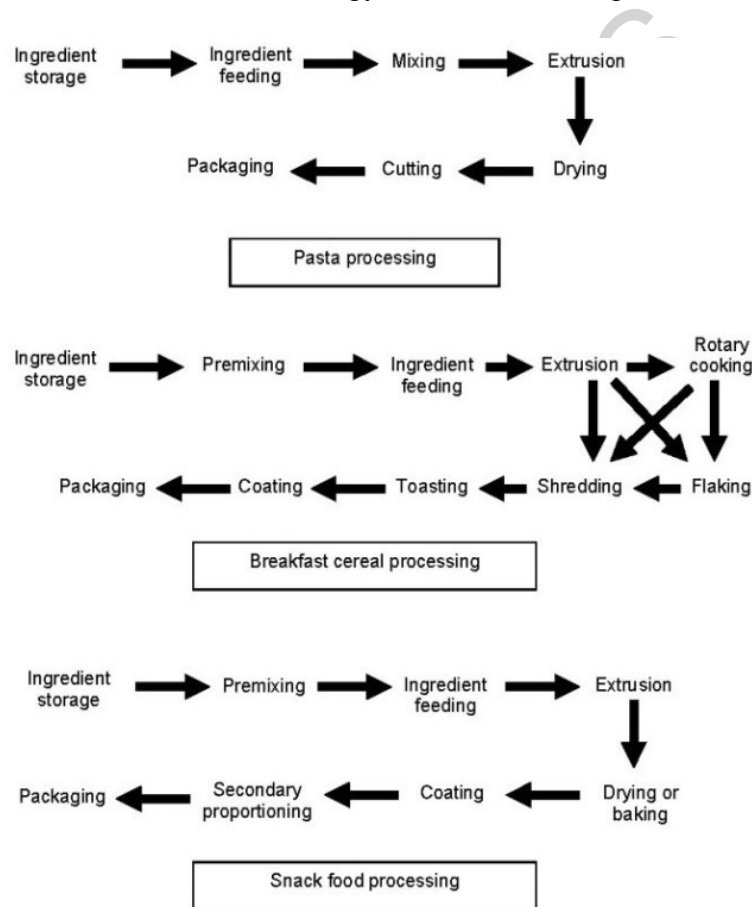 Ingredient
storage
Ingredient
feeding
Mixing
Extrusion
Packaging
Cutting
Drying
Pasta processing
Ingredient
storage
Premixing
Ingredient
feeding
Extrusion
Rotary
cooking
Packaging
Coating
Toasting
Shredding
Flaking
Breakfast cereal processing
Ingredient
storage
Premixing
Ingredient
feeding
Extrusion
Packaging
Secondary
proportioning
Coating
Drying or
baking
Snack food processing